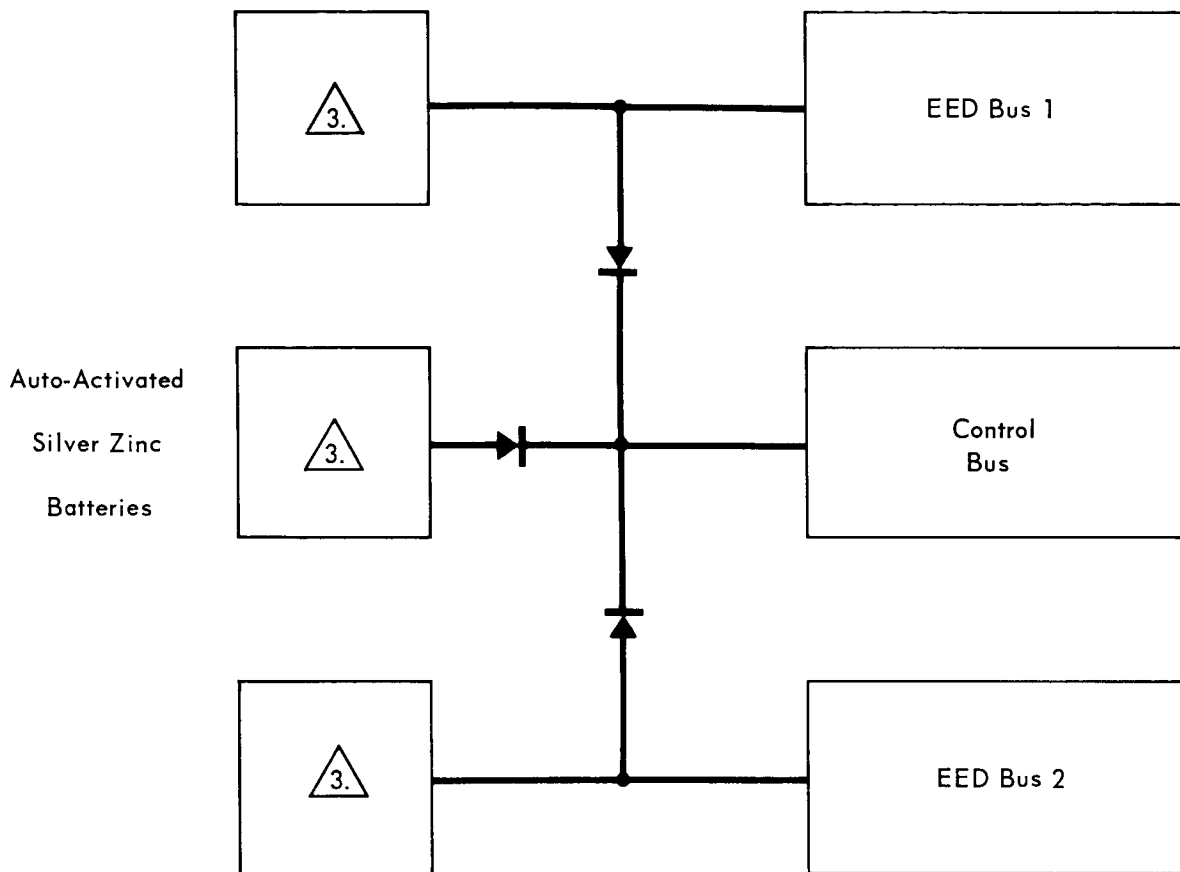 3.
EED Bus 1
Auto-Activated
Silver Zinc
Batteries
3.
Control
Bus
3.
EED Bus 2